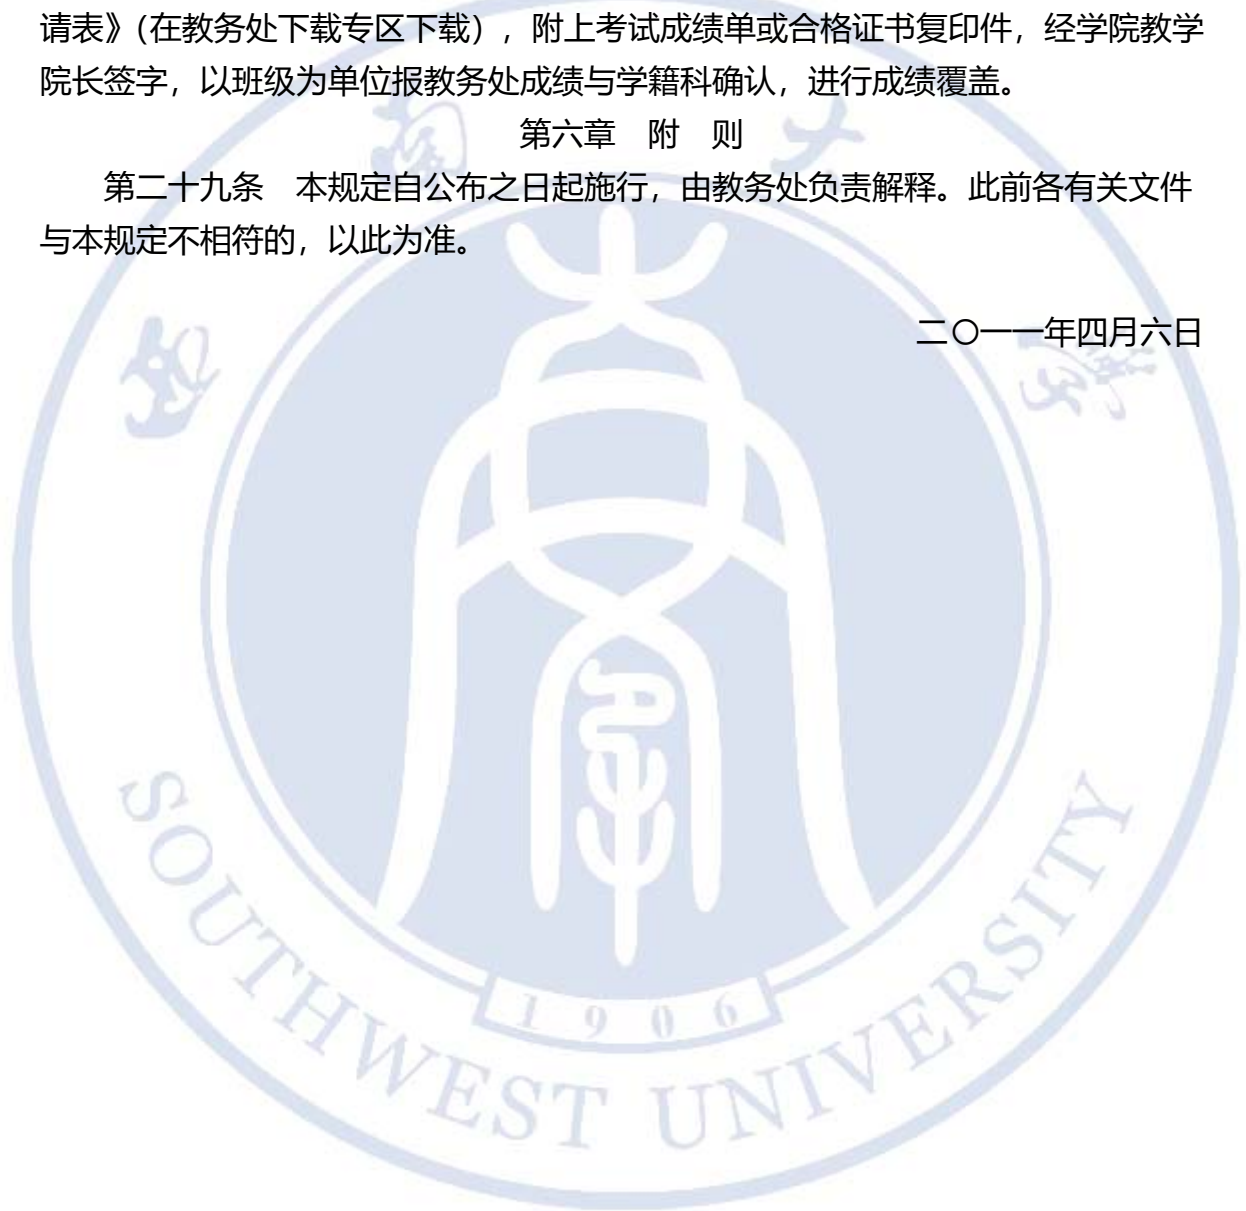 请表》（在教务处下载专区下载），附上考试成绩单或合格证书复印件，经学院教学
院长签字，以班级为单位报教务处成绩与学籍科确认，进行成绩覆盖。
第六章　附　则
第二十九条　本规定自公布之日起施行，由教务处负责解释。此前各有关文件
与本规定不相符的，以此为准。
二〇一一年四月六日
西南大学
1906
SOUTHWEST UNIVERSITY